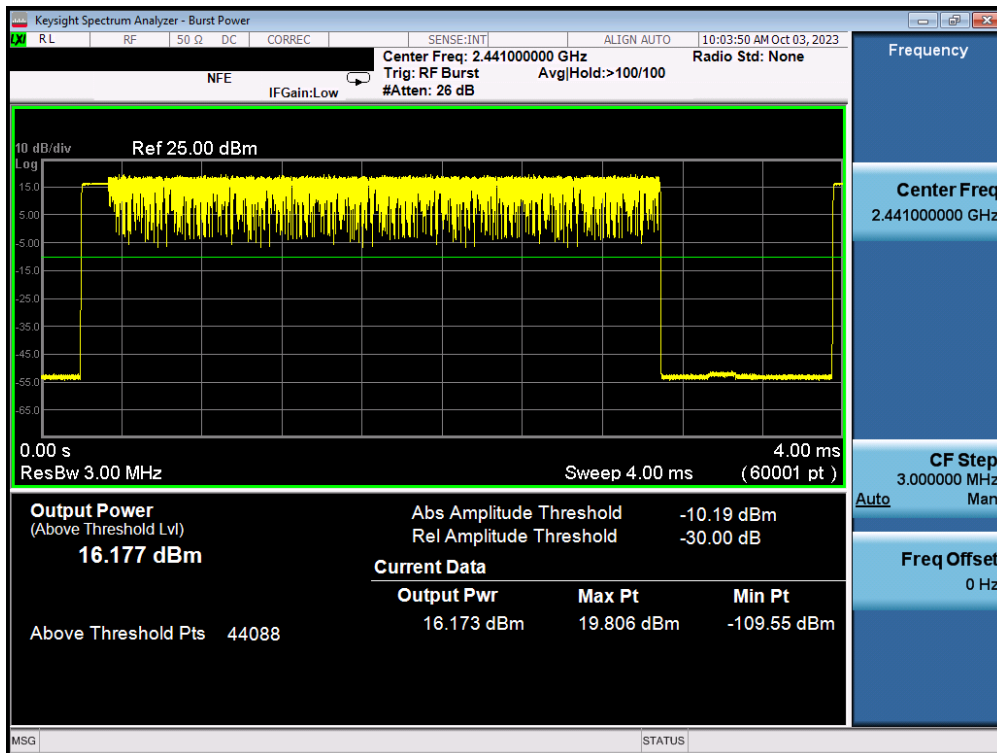 Keysight Spectrum Analyzer - Burst Power
LXI RL RF 50 Ω DC CORREC SENSE:INT ALIGN AUTO 10:03:50 AM Oct 03, 2023
Center Freq: 2.441000000 GHz Radio Std: None
NFE Trig: RF Burst Avg|Hold:>100/100
IFGain:Low #Atten: 26 dB
10 dB/div Ref 25.00 dBm
Log
15.0
5.00
-5.00
-15.0
-25.0
-35.0
-45.0
-55.0
-65.0
0.00 s 4.00 ms
ResBw 3.00 MHz Sweep 4.00 ms (60001 pt)
Output Power
(Above Threshold Lvl)
16.177 dBm
Above Threshold Pts 44088
Abs Amplitude Threshold -10.19 dBm
Rel Amplitude Threshold -30.00 dB
Current Data
Output Pwr Max Pt Min Pt
16.173 dBm 19.806 dBm -109.55 dBm
Frequency
Center Freq
2.441000000 GHz
CF Step
3.000000 MHz
Auto Man
Freq Offset
0 Hz
MSG STATUS